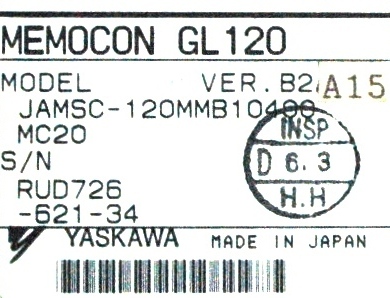 MEMOCON GL120
MODEL VER. B2 A15
JAMSC-120MMB10400
MC20
S/N
RUD726
-621-34
INSP
D 6.3
H.H
YASKAWA MADE IN JAPAN